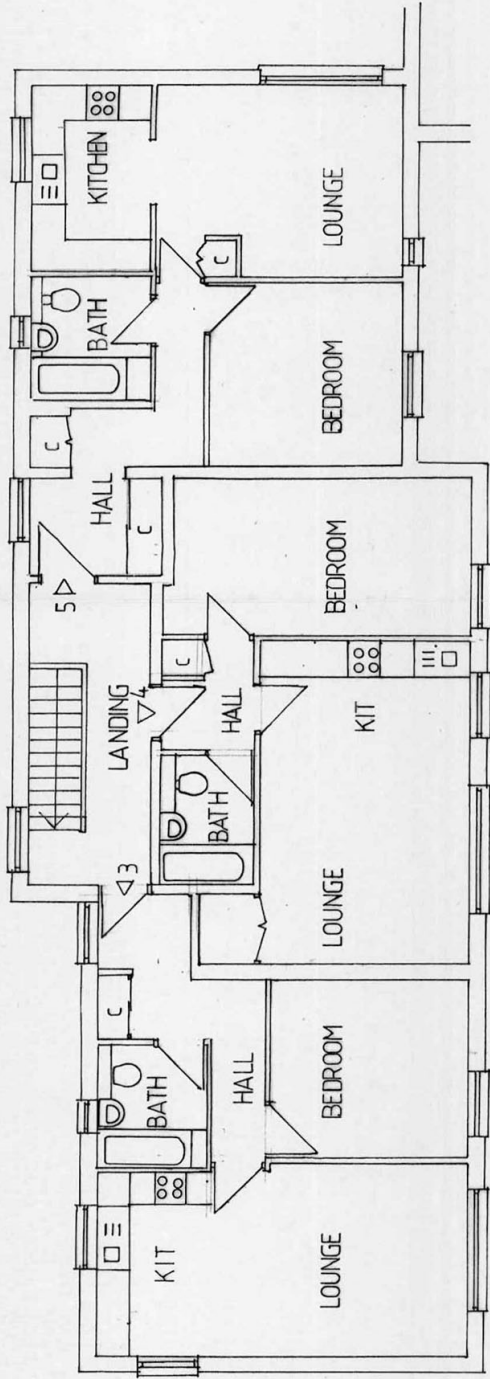 KITCHEN
LOUNGE
BATH
C
BEDROOM
C
HALL
C
5
BEDROOM
LANDING
4
C
HALL
KIT
BATH
LOUNGE
3
C
BATH
HALL
BEDROOM
KIT
LOUNGE